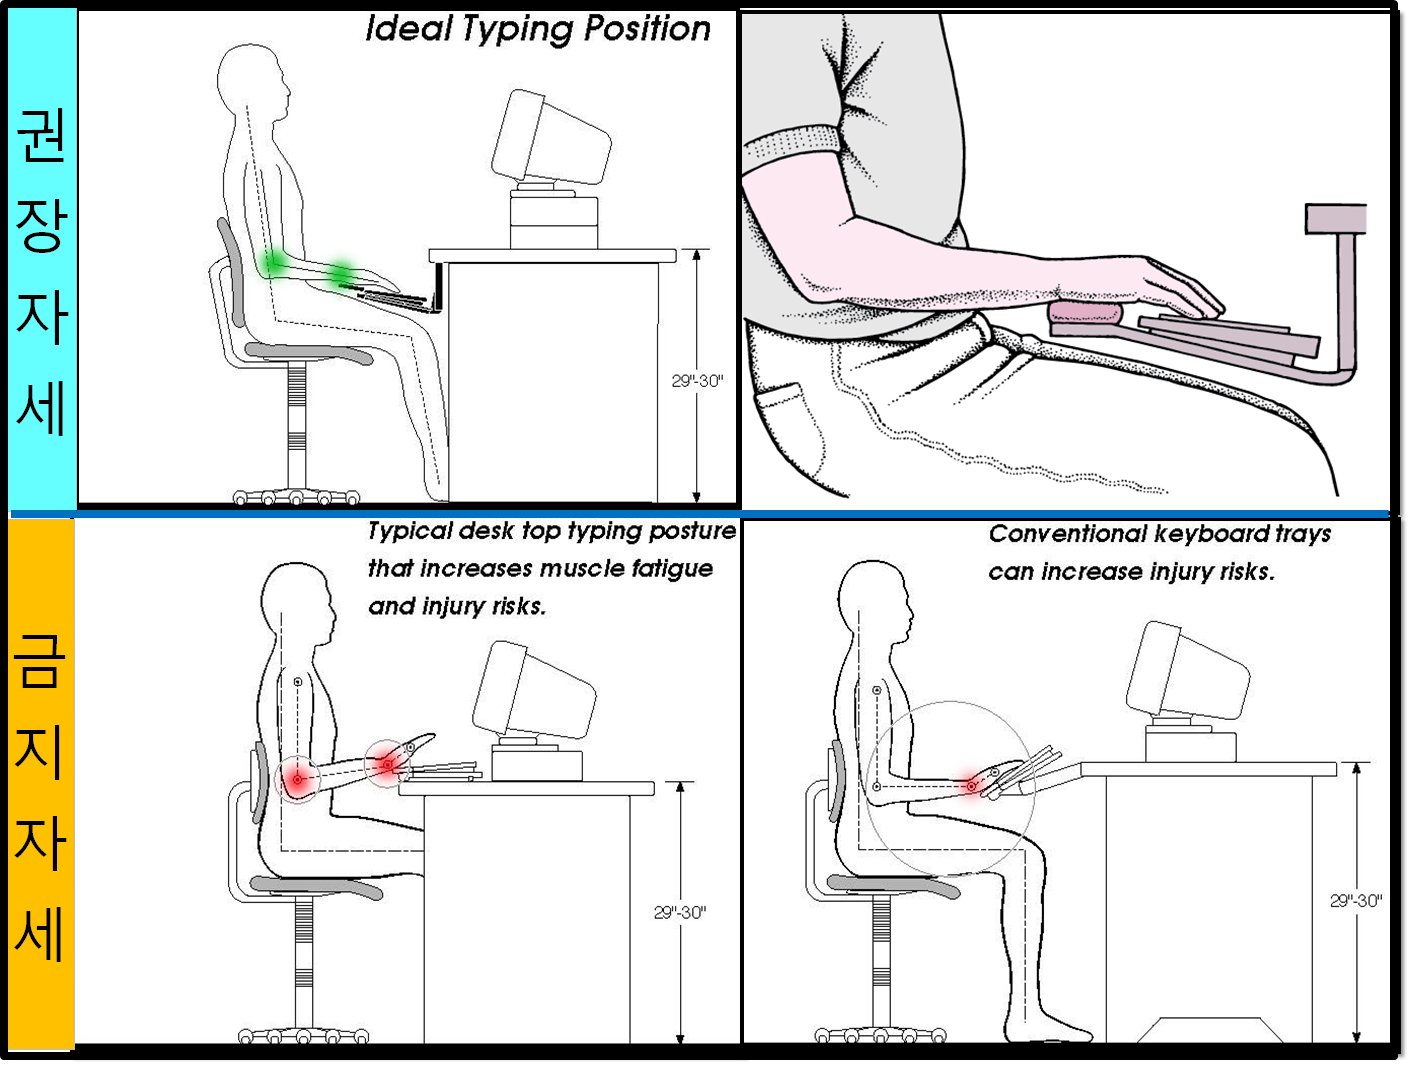 권장자세
Ideal Typing Position
29"-30"
금지자세
Typical desk top typing posture
that increases muscle fatigue
and injury risks.
29"-30"
Conventional keyboard trays
can increase injury risks.
29"-30"